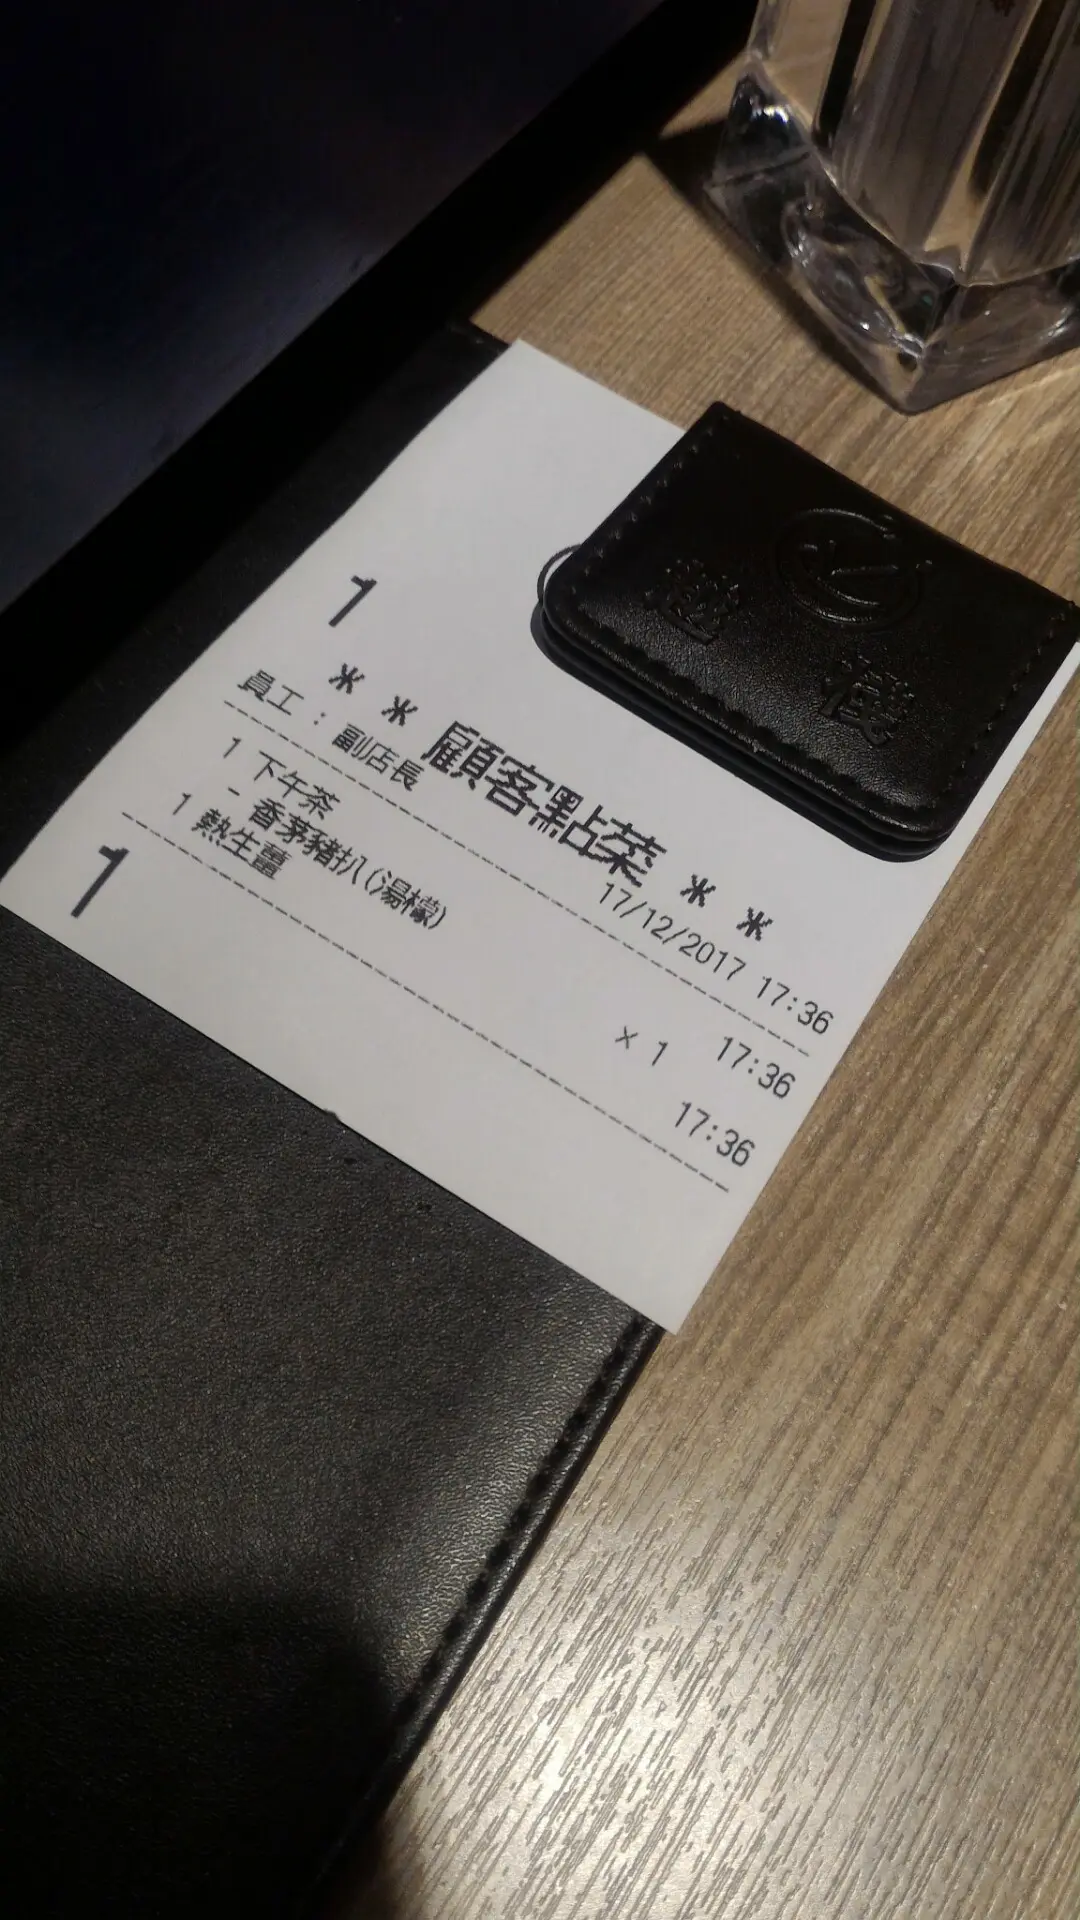 1
* * 顧客點菜 * *
員工 : 副店長 17/12/2017 17:36
1 下午茶
- 香茅豬扒(湯檬) × 1 17:36
1 熱生薑 17:36
1